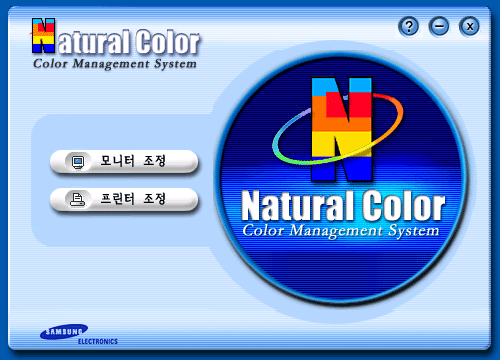 Natural Color
Color Management System
모니터 조정
프린터 조정
N
Natural Color
Color Management System
SAMSUNG
ELECTRONICS